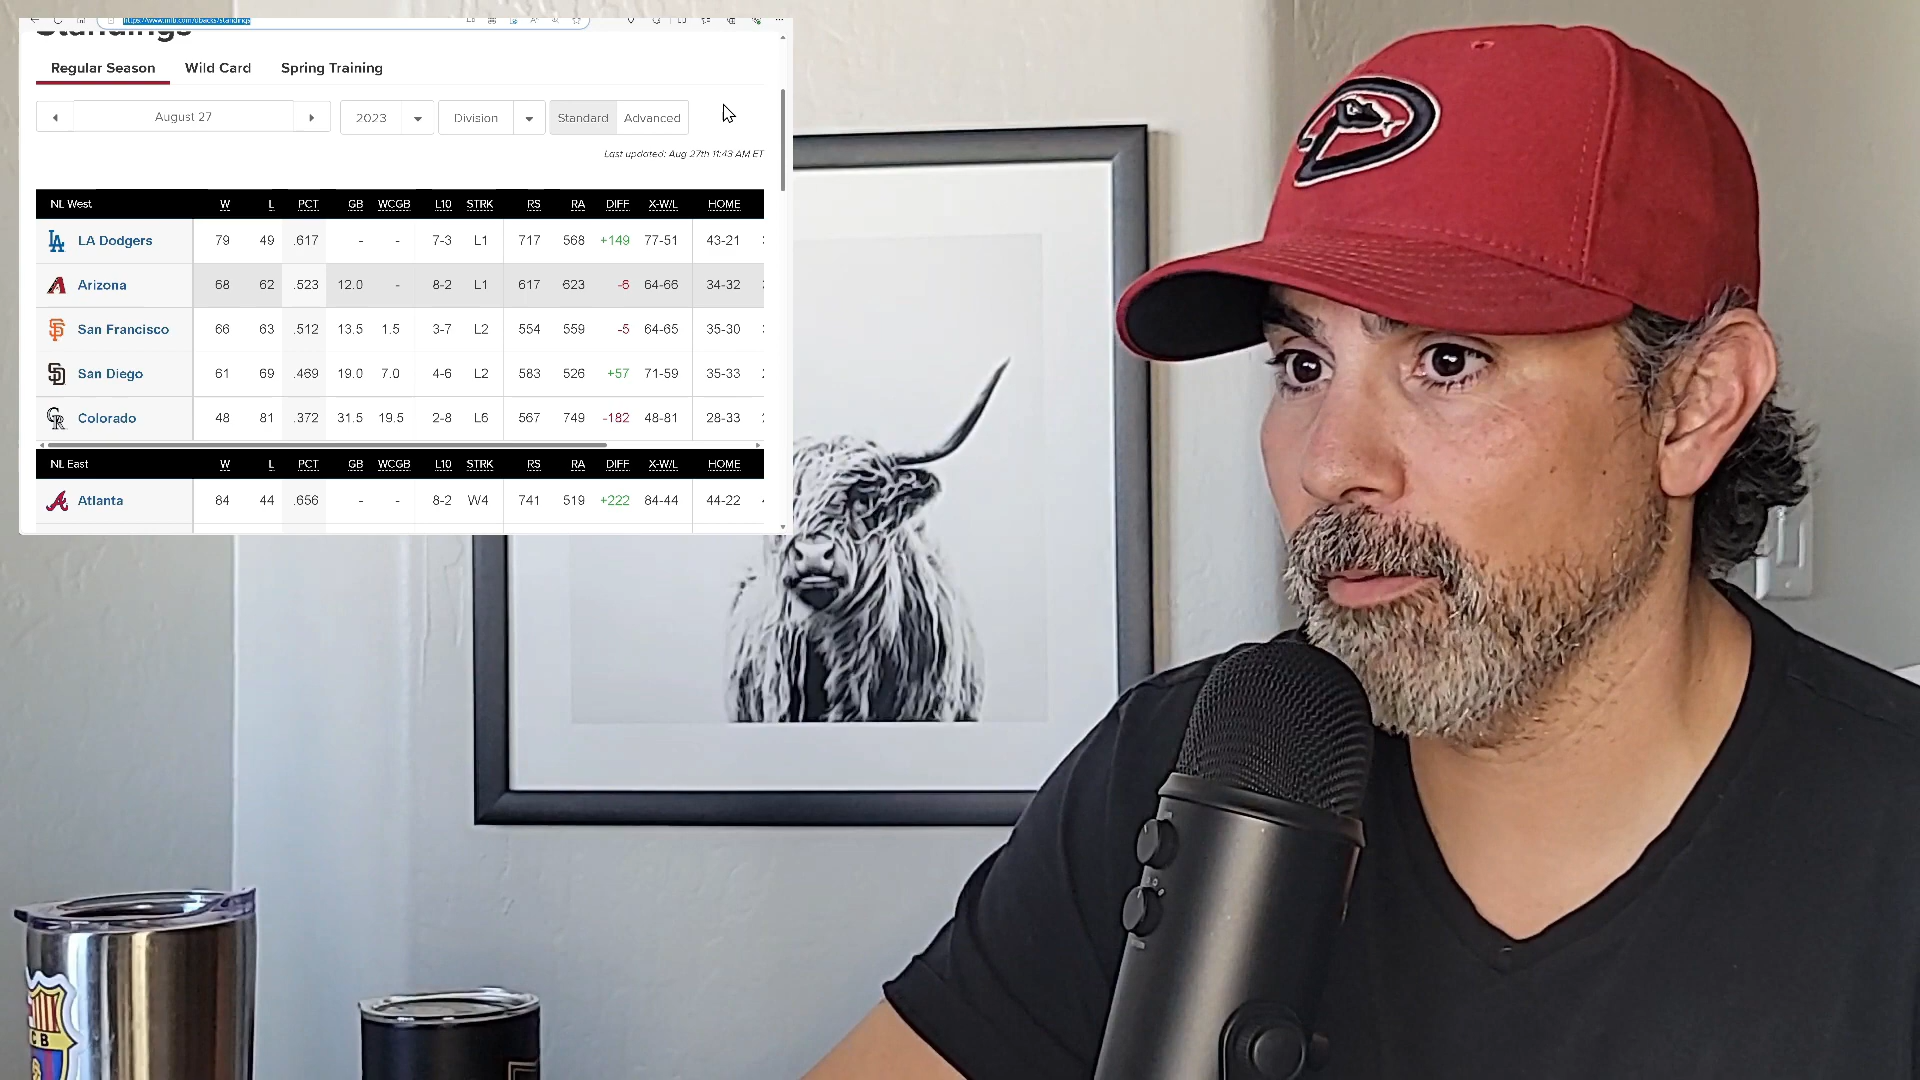 https://www.mlb.com/dbacks/standings
Standings
Regular Season Wild Card Spring Training
August 27 2023 Division Standard Advanced
Last updated: Aug 27th 11:43 AM ET
NL West W L PCT GB WCGB L10 STRK RS RA DIFF X-W/L HOME
LA Dodgers 79 49 .617 - - 7-3 L1 717 568 +149 77-51 43-21
Arizona 68 62 .523 12.0 - 8-2 L1 617 623 -6 64-66 34-32
San Francisco 66 63 .512 13.5 1.5 3-7 L2 554 559 -5 64-65 35-30
San Diego 61 69 .469 19.0 7.0 4-6 L2 583 526 +57 71-59 35-33
Colorado 48 81 .372 31.5 19.5 2-8 L6 567 749 -182 48-81 28-33
NL East W L PCT GB WCGB L10 STRK RS RA DIFF X-W/L HOME
Atlanta 84 44 .656 - - 8-2 W4 741 519 +222 84-44 44-22
C B